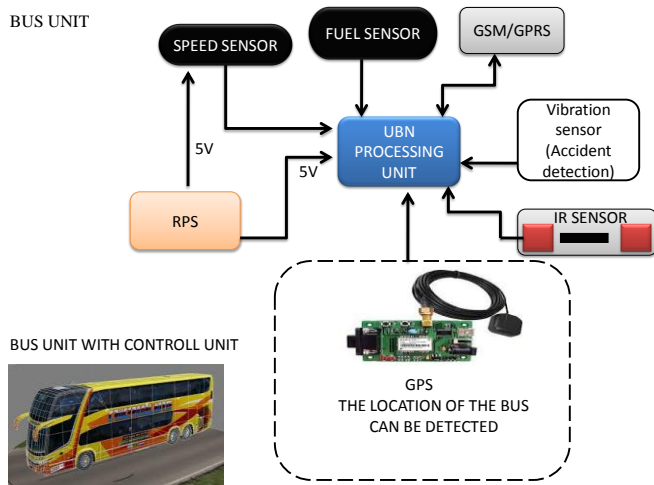 BUS UNIT
SPEED SENSOR
FUEL SENSOR
GSM/GPRS
UBN
PROCESSING
UNIT
Vibration
sensor
(Accident
detection)
5V
5V
RPS
IR SENSOR
BUS UNIT WITH CONTROLL UNIT
GPS
THE LOCATION OF THE BUS
CAN BE DETECTED